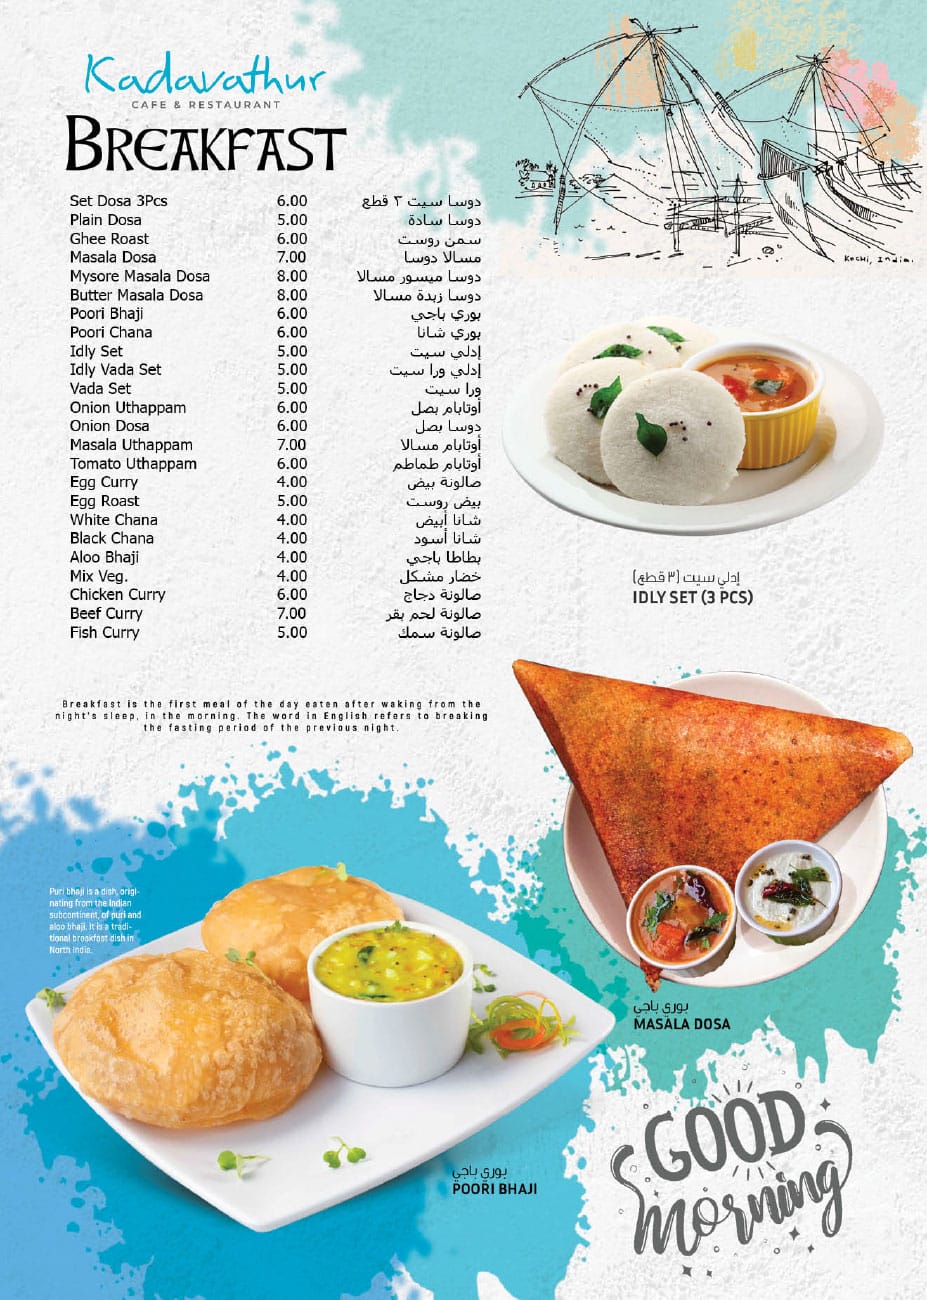 Kadavathur
CAFE & RESTAURANT
BREAKFAST
Set Dosa 3Pcs 6.00 دوسا سيت ٣ قطع
Plain Dosa 5.00 دوسا سادة
Ghee Roast 6.00 سمن روست
Masala Dosa 7.00 مسالا دوسا
Mysore Masala Dosa 8.00 دوسا ميسور مسالا
Butter Masala Dosa 8.00 دوسا زبدة مسالا
Poori Bhaji 6.00 بوري باجي
Poori Chana 6.00 بوري شانا
Idly Set 5.00 إدلي سيت
Idly Vada Set 5.00 إدلي ورا سيت
Vada Set 5.00 ورا سيت
Onion Uthappam 6.00 أوتابام بصل
Onion Dosa 6.00 دوسا بصل
Masala Uthappam 7.00 أوتابام مسالا
Tomato Uthappam 6.00 أوتابام طماطم
Egg Curry 4.00 صالونة بيض
Egg Roast 5.00 بيض روست
White Chana 4.00 شانا أبيض
Black Chana 4.00 شانا أسود
Aloo Bhaji 4.00 بطاطا باجي
Mix Veg. 4.00 خضار مشكل
Chicken Curry 6.00 صالونة دجاج
Beef Curry 7.00 صالونة لحم بقر
Fish Curry 5.00 صالونة سمك
Kochi, India.
إدلي سيت (٣ قطع)
IDLY SET (3 PCS)
Breakfast is the first meal of the day eaten after waking from the
night's sleep, in the morning. The word in English refers to breaking
the fasting period of the previous night.
Puri bhaji is a dish, origi-
nating from the Indian
subcontinent, of puri and
aloo bhaji. It is a tradi-
tional breakfast dish in
North India.
بوري باجي
MASALA DOSA
بوري باجي
POORI BHAJI
GOOD
morning